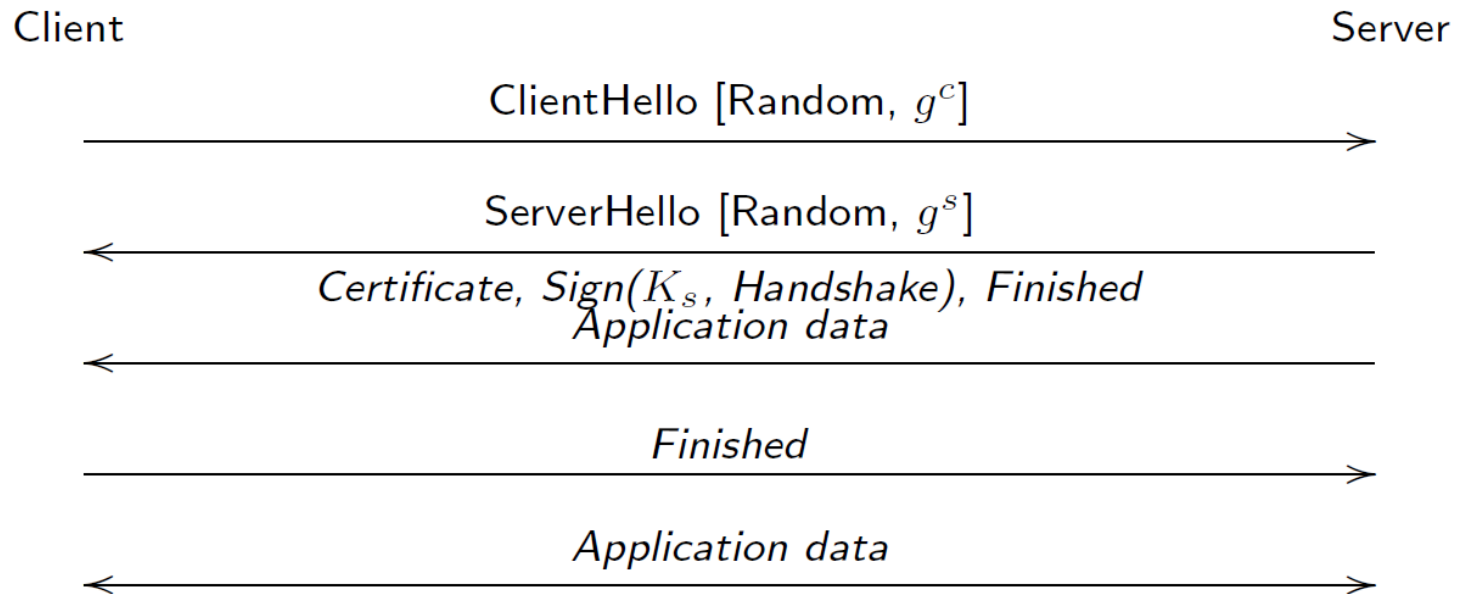 Client Server
ClientHello [Random, g^c]
ServerHello [Random, g^s]
Certificate, Sign(K_s, Handshake), Finished
Application data
Finished
Application data